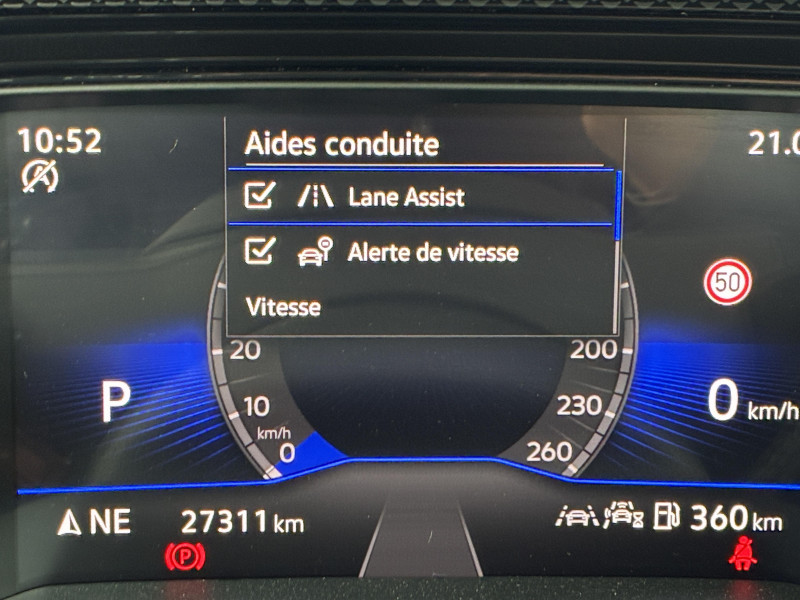 10:52
Aides conduite
21.0
A
Lane Assist
Alerte de vitesse
50
Vitesse
20
200
P
10
230
0 km/h
km/h
0
260
NE
27311 km
360 km
P